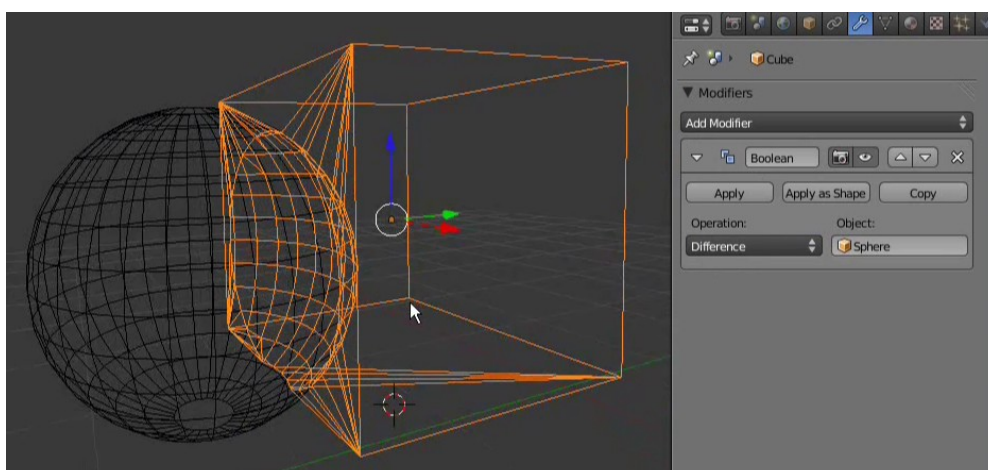 Cube
Modifiers
Add Modifier
Boolean
Apply Apply as Shape Copy
Operation: Object:
Difference Sphere